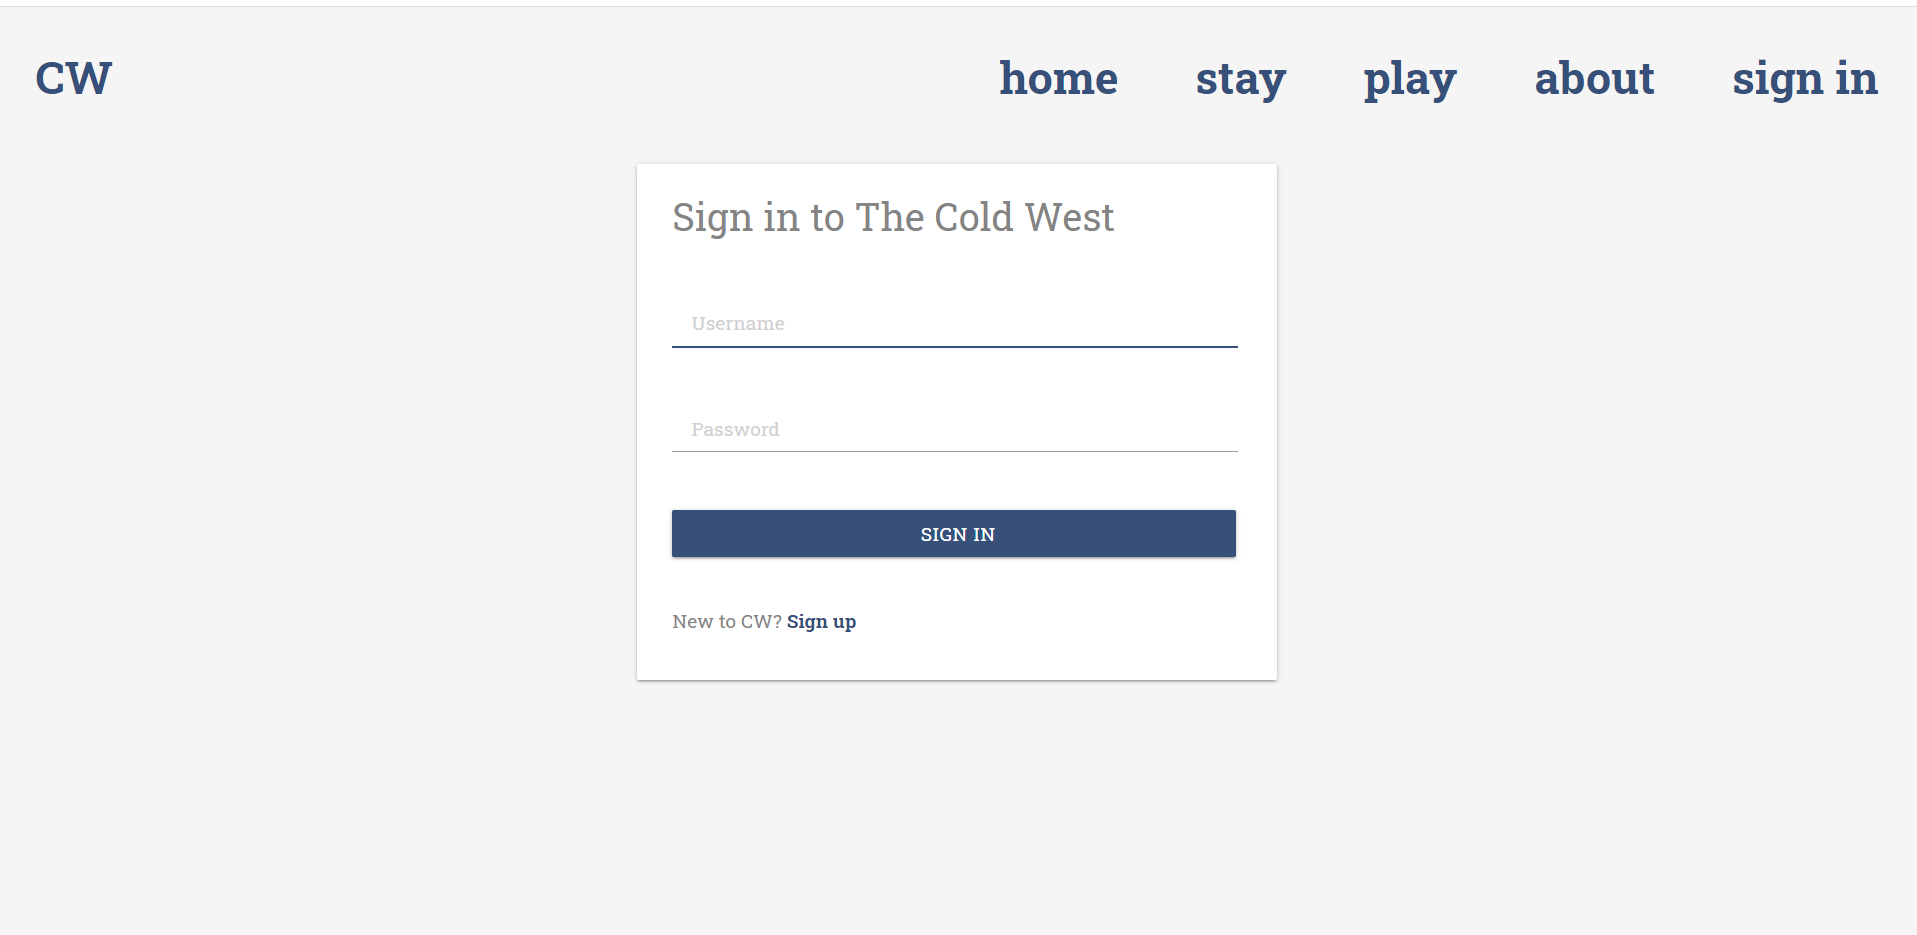 CW home stay play about sign in
Sign in to The Cold West
Username
Password
SIGN IN
New to CW? Sign up